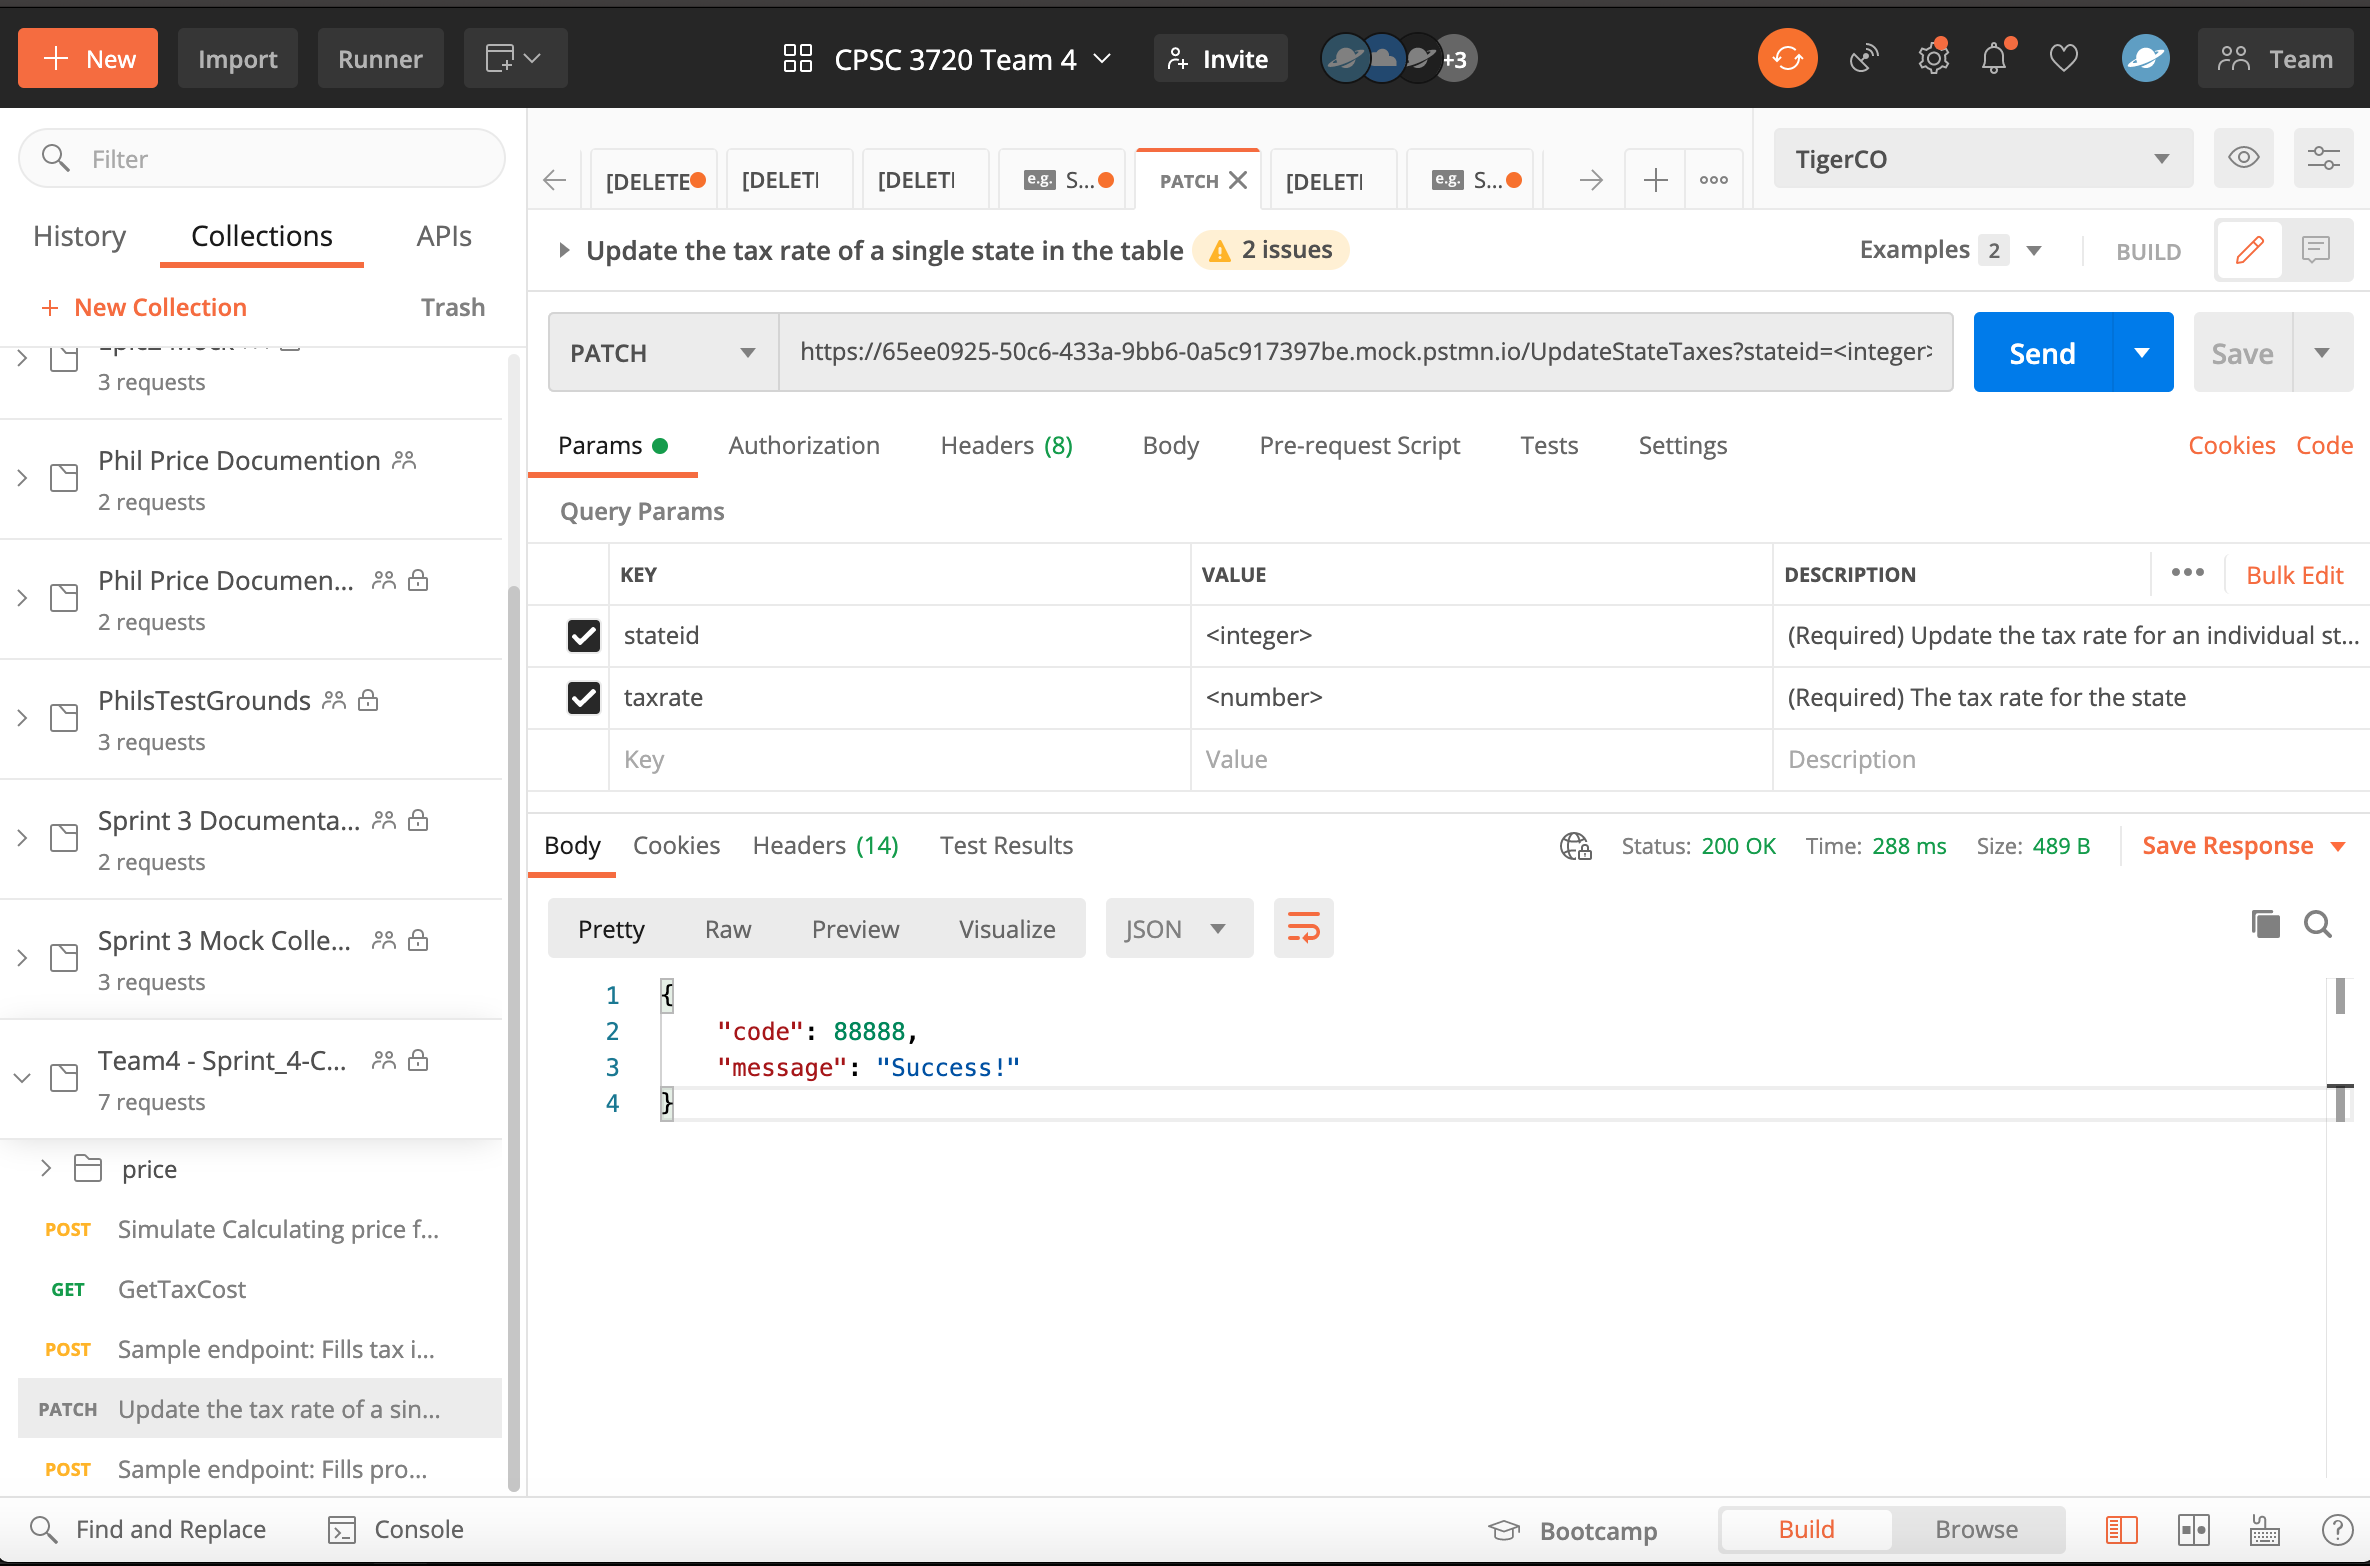 New Import Runner CPSC 3720 Team 4 Invite +3 Team
Filter
History Collections APIs
+ New Collection Trash
3 requests
Phil Price Documention
2 requests
Phil Price Documen...
2 requests
PhilsTestGrounds
3 requests
Sprint 3 Documenta...
2 requests
Sprint 3 Mock Colle...
3 requests
Team4 - Sprint_4-C...
7 requests
price
POST Simulate Calculating price f...
GET GetTaxCost
POST Sample endpoint: Fills tax i...
PATCH Update the tax rate of a sin...
POST Sample endpoint: Fills pro...
[DELETE [DELETI [DELETI e.g. S... PATCH [DELETI e.g. S...
TigerCO
Update the tax rate of a single state in the table 2 issues
Examples 2 BUILD
PATCH https://65ee0925-50c6-433a-9bb6-0a5c917397be.mock.pstmn.io/UpdateStateTaxes?stateid=<integer> Send Save
Params Authorization Headers (8) Body Pre-request Script Tests Settings Cookies Code
Query Params
KEY VALUE DESCRIPTION Bulk Edit
stateid <integer> (Required) Update the tax rate for an individual st...
taxrate <number> (Required) The tax rate for the state
Key Value Description
Body Cookies Headers (14) Test Results Status: 200 OK Time: 288 ms Size: 489 B Save Response
Pretty Raw Preview Visualize JSON
1 {
2 "code": 88888,
3 "message": "Success!"
4 }
Find and Replace Console Bootcamp Build Browse